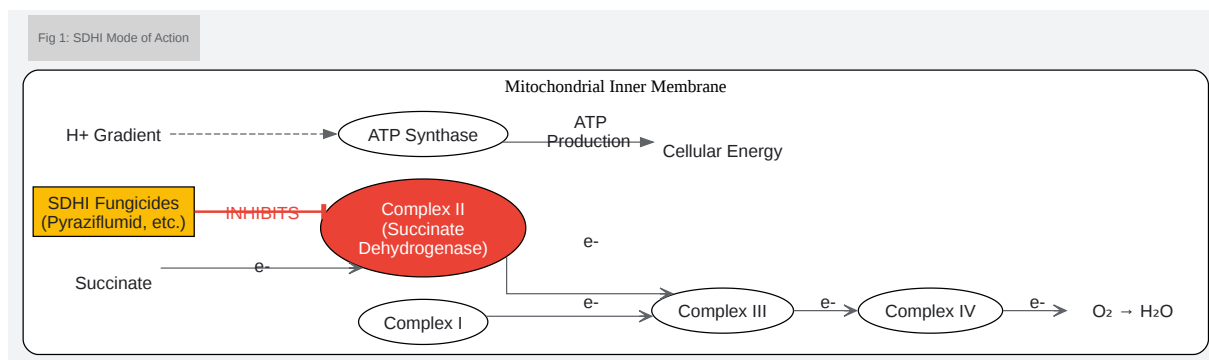 Fig 1: SDHI Mode of Action
Mitochondrial Inner Membrane
H+ Gradient
ATP Synthase
ATP
Production
Cellular Energy
SDHI Fungicides
(Pyraziflumid, etc.)
INHIBITS
Complex II
(Succinate
Dehydrogenase)
e-
Succinate
e-
Complex I
e-
Complex III
e-
Complex IV
e-
O₂ → H₂O